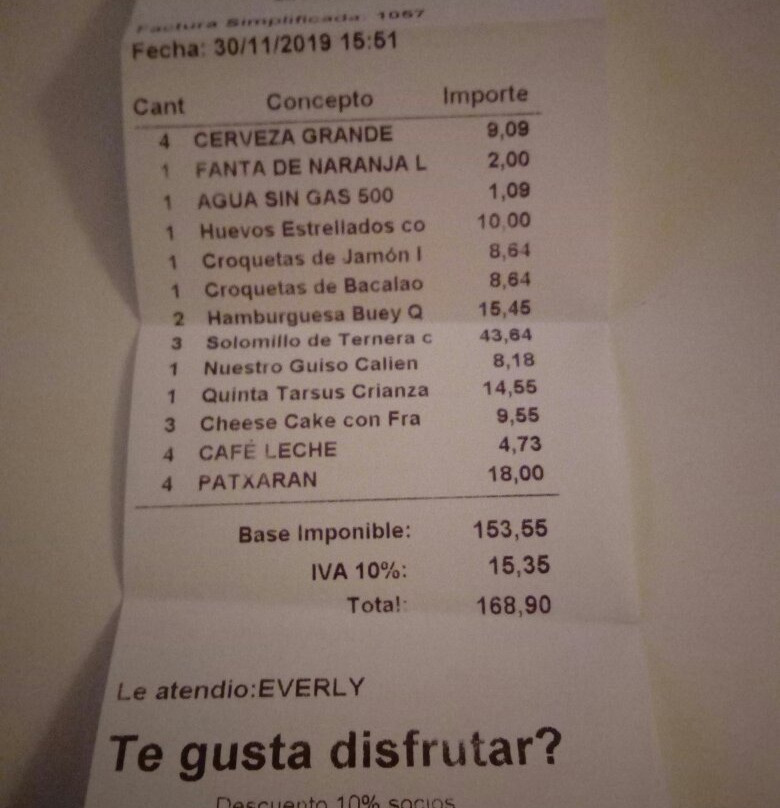 Factura Simplificada: 1057
Fecha: 30/11/2019 15:51
Cant Concepto Importe
4 CERVEZA GRANDE 9,09
1 FANTA DE NARANJA L 2,00
1 AGUA SIN GAS 500 1,09
1 Huevos Estrellados co 10,00
1 Croquetas de Jamón I 8,64
1 Croquetas de Bacalao 8,64
2 Hamburguesa Buey Q 15,45
3 Solomillo de Ternera c 43,64
1 Nuestro Guiso Calien 8,18
1 Quinta Tarsus Crianza 14,55
3 Cheese Cake con Fra 9,55
4 CAFÉ LECHE 4,73
4 PATXARAN 18,00
Base Imponible: 153,55
IVA 10%: 15,35
Total: 168,90
Le atendio:EVERLY
Te gusta disfrutar?
Descuento 10% socios